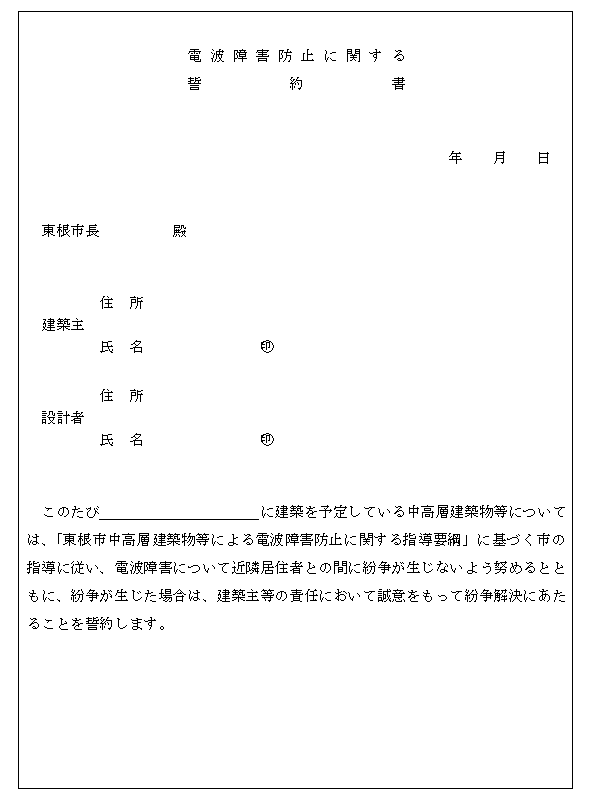 電波障害防止に関する
誓約書
年　月　日
東根市長　　　殿
住　所
建築主
氏　名　　　　　㊞
住　所
設計者
氏　名　　　　　㊞
このたび＿＿＿＿＿＿＿＿＿＿＿に建築を予定している中高層建築物等について
は、「東根市中高層建築物等による電波障害防止に関する指導要綱」に基づく市の
指導に従い、電波障害について近隣居住者との間に紛争が生じないよう努めるとと
もに、紛争が生じた場合は、建築主等の責任において誠意をもって紛争解決にあた
ることを誓約します。